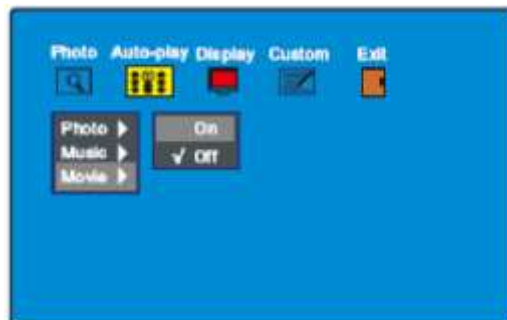 Photo Auto-play Display Custom Exit
Photo
Music
Movie
On
√ Off